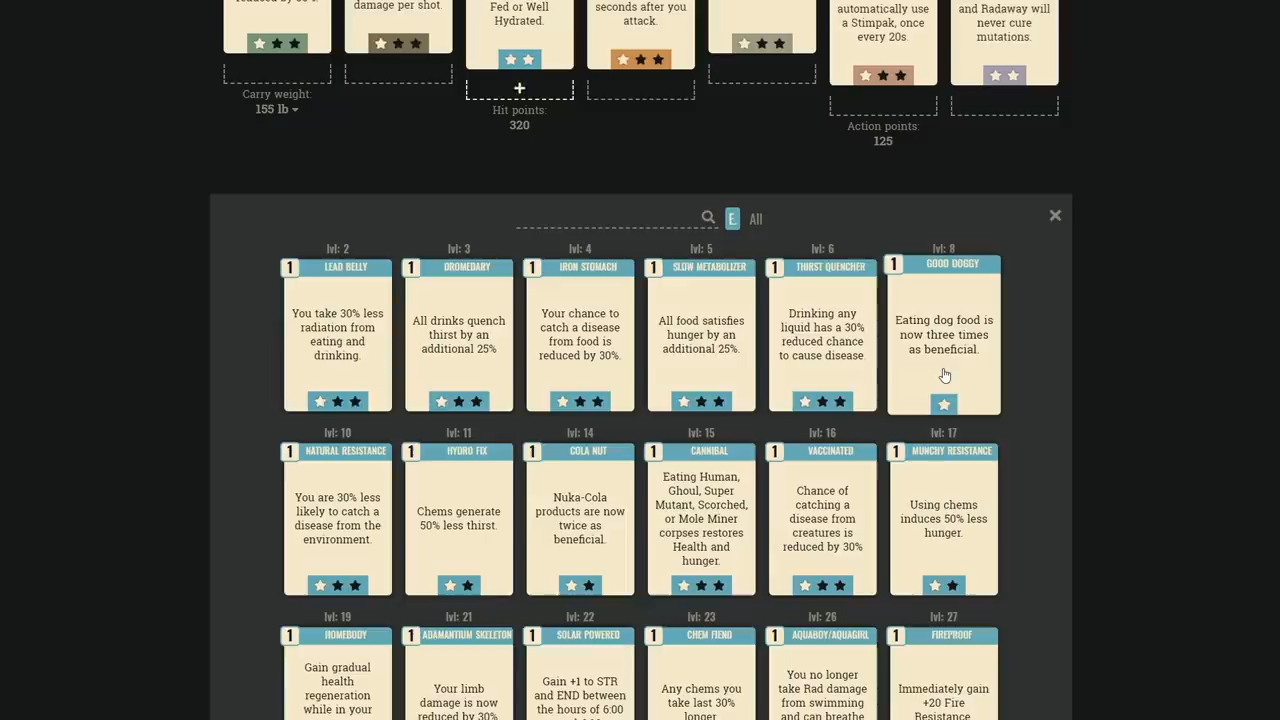 damage per shot.
Fed or Well
Hydrated.
seconds after you
attack.
automatically use
a Stimpak, once
every 20s.
and Radaway will
never cure
mutations.
Carry weight:
155 lb
+
Hit points:
320
Action points:
125
E
All
lvl: 2
lvl: 3
lvl: 4
lvl: 5
lvl: 6
lvl: 8
1 LEAD BELLY
You take 30% less
radiation from
eating and
drinking.
1 DROMEDARY
All drinks quench
thirst by an
additional 25%
1 IRON STOMACH
Your chance to
catch a disease
from food is
reduced by 30%.
1 SLOW METABOLIZER
All food satisfies
hunger by an
additional 25%.
1 THIRST QUENCHER
Drinking any
liquid has a 30%
reduced chance
to cause disease
1 GOOD DOGGY
Eating dog food is
now three times
as beneficial.
lvl: 10
lvl: 11
lvl: 14
lvl: 15
lvl: 16
lvl: 17
1 NATURAL RESISTANCE
You are 30% less
likely to catch a
disease from the
environment.
1 HYDRO FIX
Chems generate
50% less thirst.
1 COLA NUT
Nuka-Cola
products are now
twice as
beneficial.
1 CANNIBAL
Eating Human,
Ghoul, Super
Mutant, Scorched,
or Mole Miner
corpses restores
Health and
hunger.
1 VACCINATED
Chance of
catching a
disease from
creatures is
reduced by 30%
1 MUNCHY RESISTANCE
Using chems
induces 50% less
hunger.
lvl: 19
lvl: 21
lvl: 22
lvl: 23
lvl: 26
lvl: 27
1 HOMEBODY
Gain gradual
health
regeneration
while in your
1 ADAMANTIUM SKELETON
Your limb
damage is now
reduced by 30%
1 SOLAR POWERED
Gain +1 to STR
and END between
the hours of 6:00
1 CHEM FIEND
Any chems you
take last 30%
longer
1 AQUABOY/AQUAGIRL
You no longer
take Rad damage
from swimming
and can breathe
1 FIREPROOF
Immediately gain
+20 Fire
Resistance